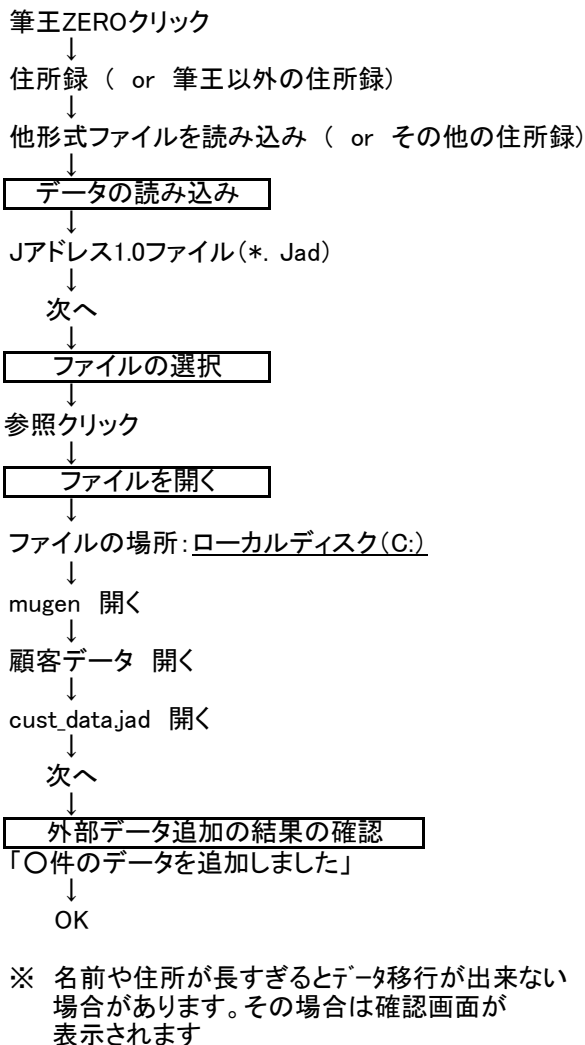 筆王ZEROクリック
↓
住所録 ( or 筆王以外の住所録)
↓
他形式ファイルを読み込み ( or その他の住所録)
↓
データの読み込み
↓
Jアドレス1.0ファイル(*. Jad)
↓
次へ
↓
ファイルの選択
↓
参照クリック
↓
ファイルを開く
↓
ファイルの場所:ローカルディスク(C:)
↓
mugen 開く
↓
顧客データ 開く
↓
cust_data.jad 開く
↓
次へ
↓
外部データ追加の結果の確認
「○件のデータを追加しました」
↓
OK
※ 名前や住所が長すぎるとﾃﾞｰﾀ移行が出来ない
場合があります。その場合は確認画面が
表示されます